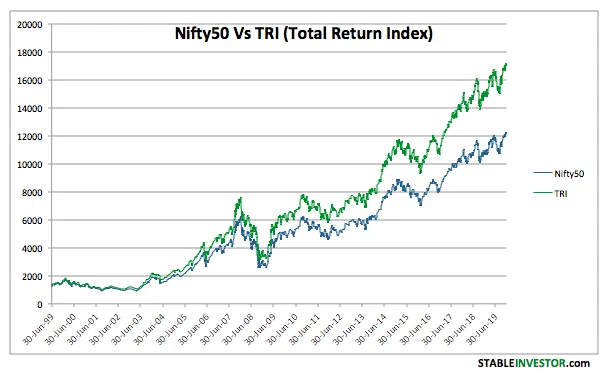 Nifty50 Vs TRI (Total Return Index)
20000
18000
16000
14000
12000
10000
8000
6000
4000
2000
0
Nifty50
TRI
30-Jun-99
30-Jun-00
30-Jun-01
30-Jun-02
30-Jun-03
30-Jun-04
30-Jun-05
30-Jun-06
30-Jun-07
30-Jun-08
30-Jun-09
30-Jun-10
30-Jun-11
30-Jun-12
30-Jun-13
30-Jun-14
30-Jun-15
30-Jun-16
30-Jun-17
30-Jun-18
30-Jun-19
STABLEINVESTOR.com